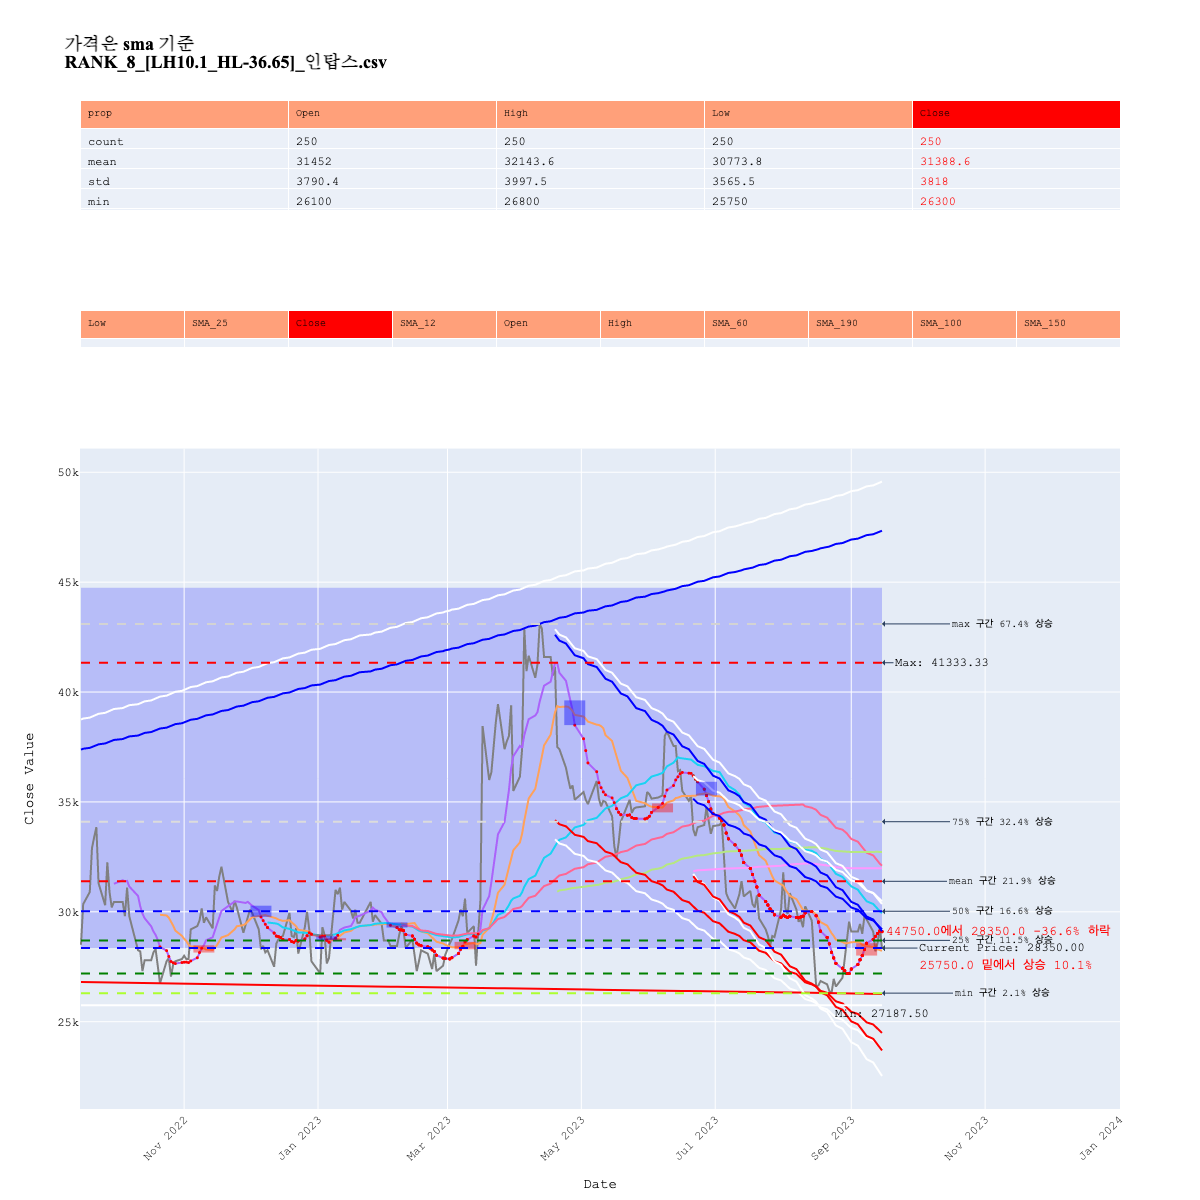 가격은 sma 기준
RANK_8_[LH10.1_HL-36.65]_인탑스.csv
prop Open High Low Close
count 250 250 250 250
mean 31452 32143.6 30773.8 31388.6
std 3790.4 3997.5 3565.5 3818
min 26100 26800 25750 26300
Low SMA_25 Close SMA_12 Open High SMA_60 SMA_190 SMA_100 SMA_150
50k
45k
max 구간 67.4% 상승
Max: 41333.33
40k
35k
75% 구간 32.4% 상승
mean 구간 21.9% 상승
30k
50% 구간 16.6% 상승
44750.0에서 28350.0 -36.6% 하락
25% 구간 11.5% 상승
Current Price: 28350.00
25750.0 밑에서 상승 10.1%
min 구간 2.1% 상승
Min: 27187.50
25k
Close Value
Nov 2022 Jan 2023 Mar 2023 May 2023 Jul 2023 Sep 2023 Nov 2023 Jan 2024
Date